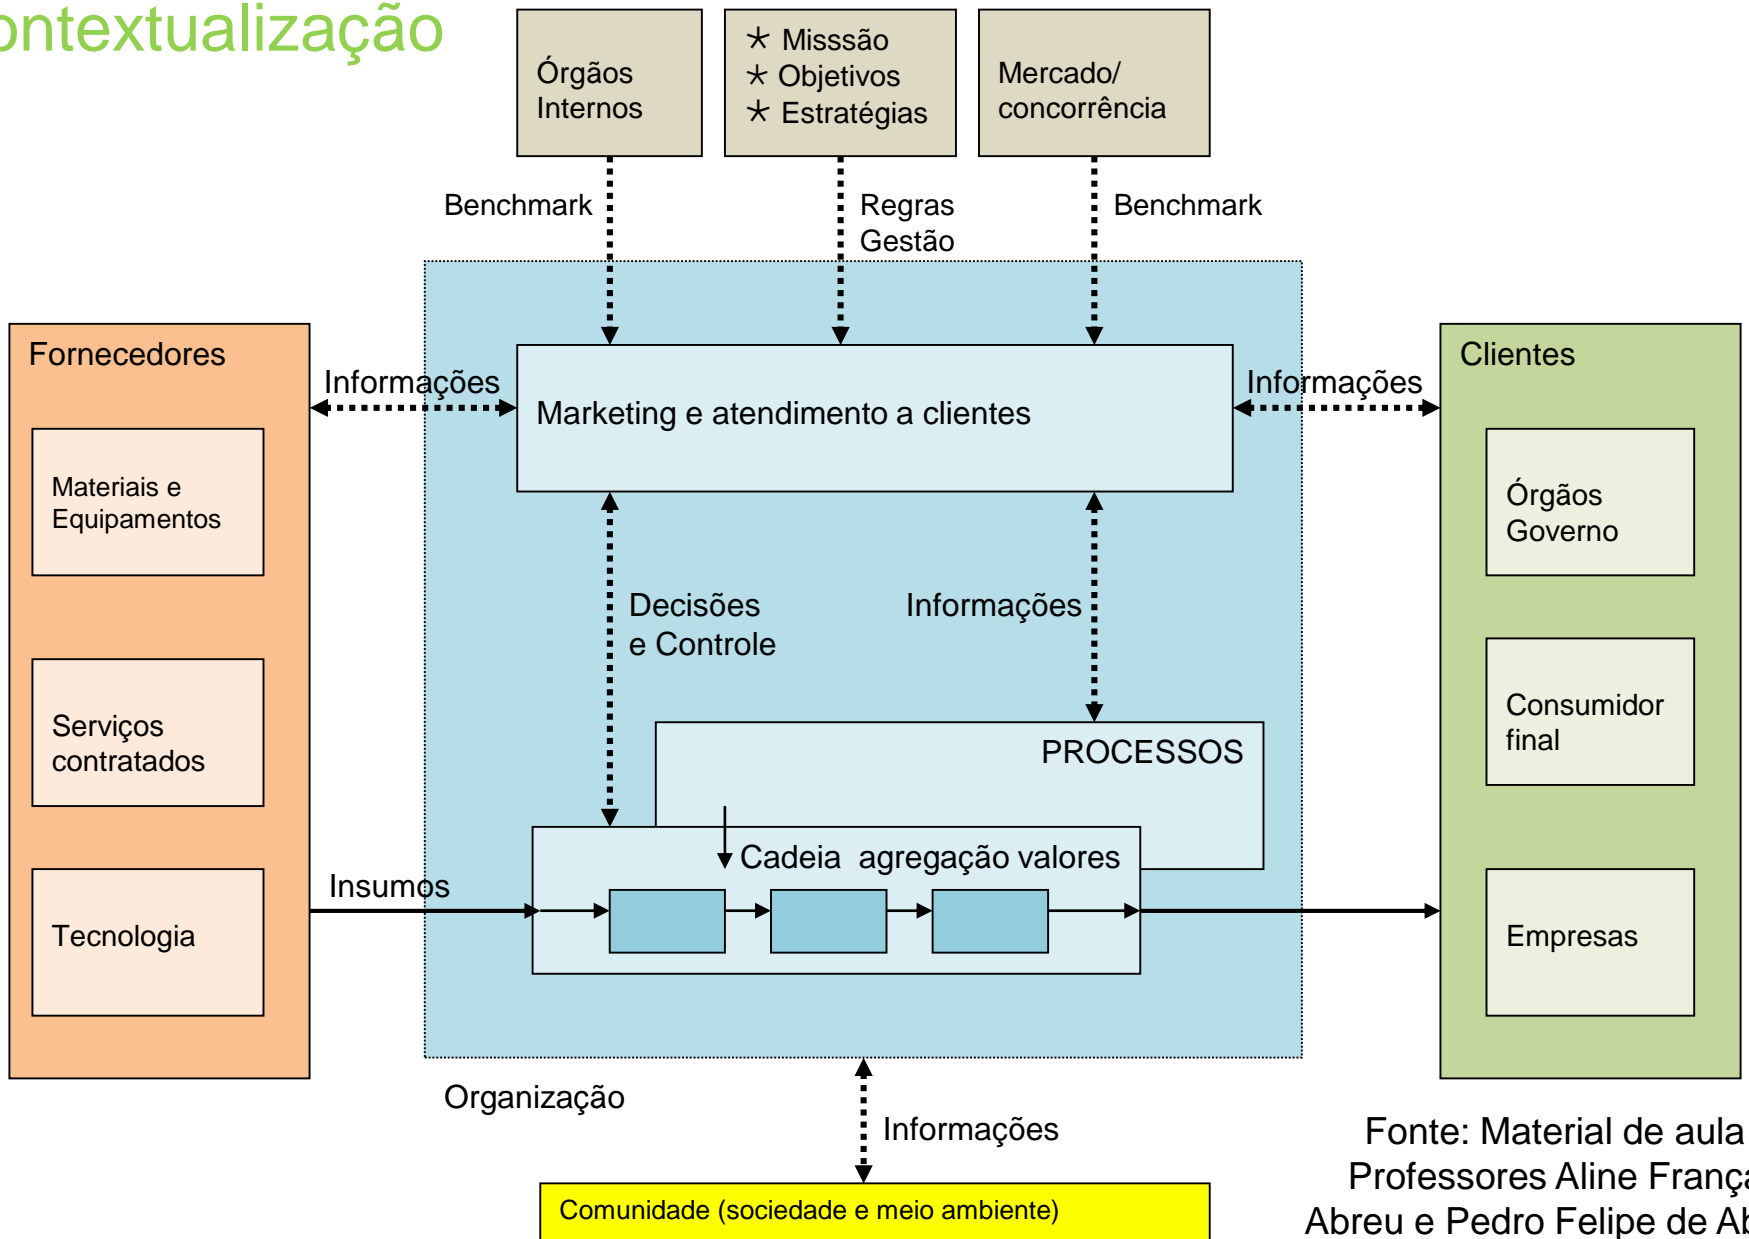 ontextualização
Órgãos
Internos
* Misssão
* Objetivos
* Estratégias
Mercado/
concorrência
Benchmark
Regras
Gestão
Benchmark
Fornecedores
Informações
Marketing e atendimento a clientes
Informações
Clientes
Materiais e
Equipamentos
Órgãos
Governo
Decisões
e Controle
Informações
Serviços
contratados
PROCESSOS
Consumidor
final
Cadeia agregação valores
Insumos
Tecnologia
Empresas
Organização
Informações
Comunidade (sociedade e meio ambiente)
Fonte: Material de aula
Professores Aline França
Abreu e Pedro Felipe de Ab